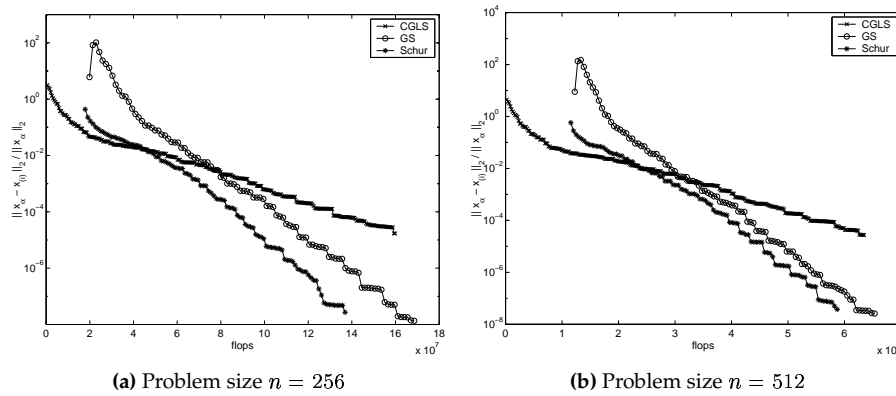 10^2
10^0
10^-2
10^-4
10^-6
|| x_α − x_(i) ||_2 / || x_α ||_2
CGLS
GS
Schur
0 2 4 6 8 10 12 14 16 18
flops
x 10^7
(a) Problem size n = 256
10^4
10^2
10^0
10^-2
10^-4
10^-6
10^-8
|| x_α − x_(i) ||_2 / || x_α ||_2
CGLS
GS
Schur
0 1 2 3 4 5 6
flops
x 10
(b) Problem size n = 512